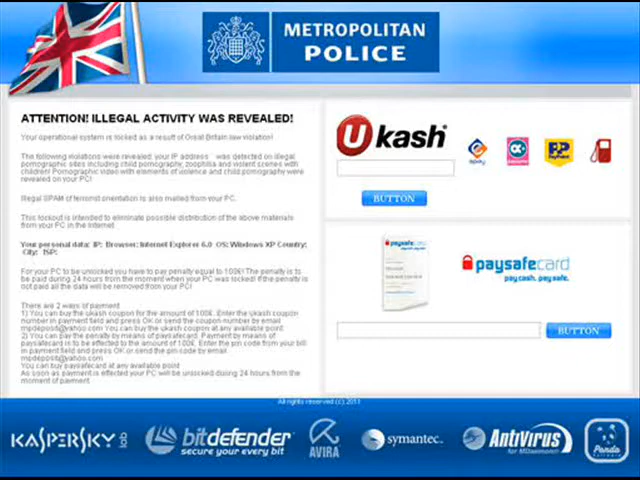 METROPOLITAN
POLICE
ATTENTION! ILLEGAL ACTIVITY WAS REVEALED!
Your operational system is locked as a result of Great Britain law violation!
The following violations were revealed: your IP address was detected on illegal
pornographic sites including child pornography, zoophilia and violent scenes with
children! Pornographic video with elements of violence and child pornography were
revealed on your PC!
Illegal SPAM of terrorist orientation is also mailed from your PC.
This lockout is intended to eliminate possible distribution of the above materials
from your PC in the Internet
Your personal data: IP: Browser: Internet Explorer 6.0 OS: Windows XP Country:
City: ISP:
For your PC to be unlocked you have to pay penalty equal to 100£! The penalty is to
be paid during 24 hours from the moment when your PC was locked! If the penalty is
not paid all the data will be removed from your PC!
There are 2 ways of payment
1) You can buy the ukash coupon for the amount of 100£. Enter the ukash coupon
number in payment field and press OK or send the coupon number by email
mpdeposit@yahoo.com You can buy the ukash coupon at any available point
2) You can pay the penalty by means of paysafecard. Payment by means of
paysafecard is to be effected to the amount of 100£. Enter the pin code from your bill
in payment field and press OK or send the pin code by email
mpdeposit@yahoo.com
You can buy paysafecard at any available point
As soon as payment is effected your PC will be unlocked during 24 hours from the
moment of payment.
Ukash
epay
BUTTON
paysafecard
paysafecard
pay cash. pay safe.
BUTTON
All rights reserved (c) 2011
KASPERSKY lab
bitdefender
secure your every bit
AVIRA
symantec.
AntiVirus
for MDaemon
Panda